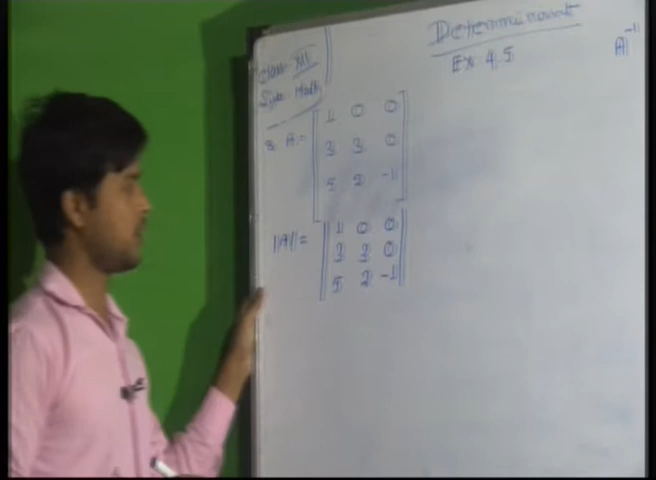 Determinant
Ex 4.5
A⁻¹
Class XII
Sub: Math
8. A = [1 0 0
3 3 0
5 2 -1]
||A|| = |1 0 0
3 3 0
5 2 -1|